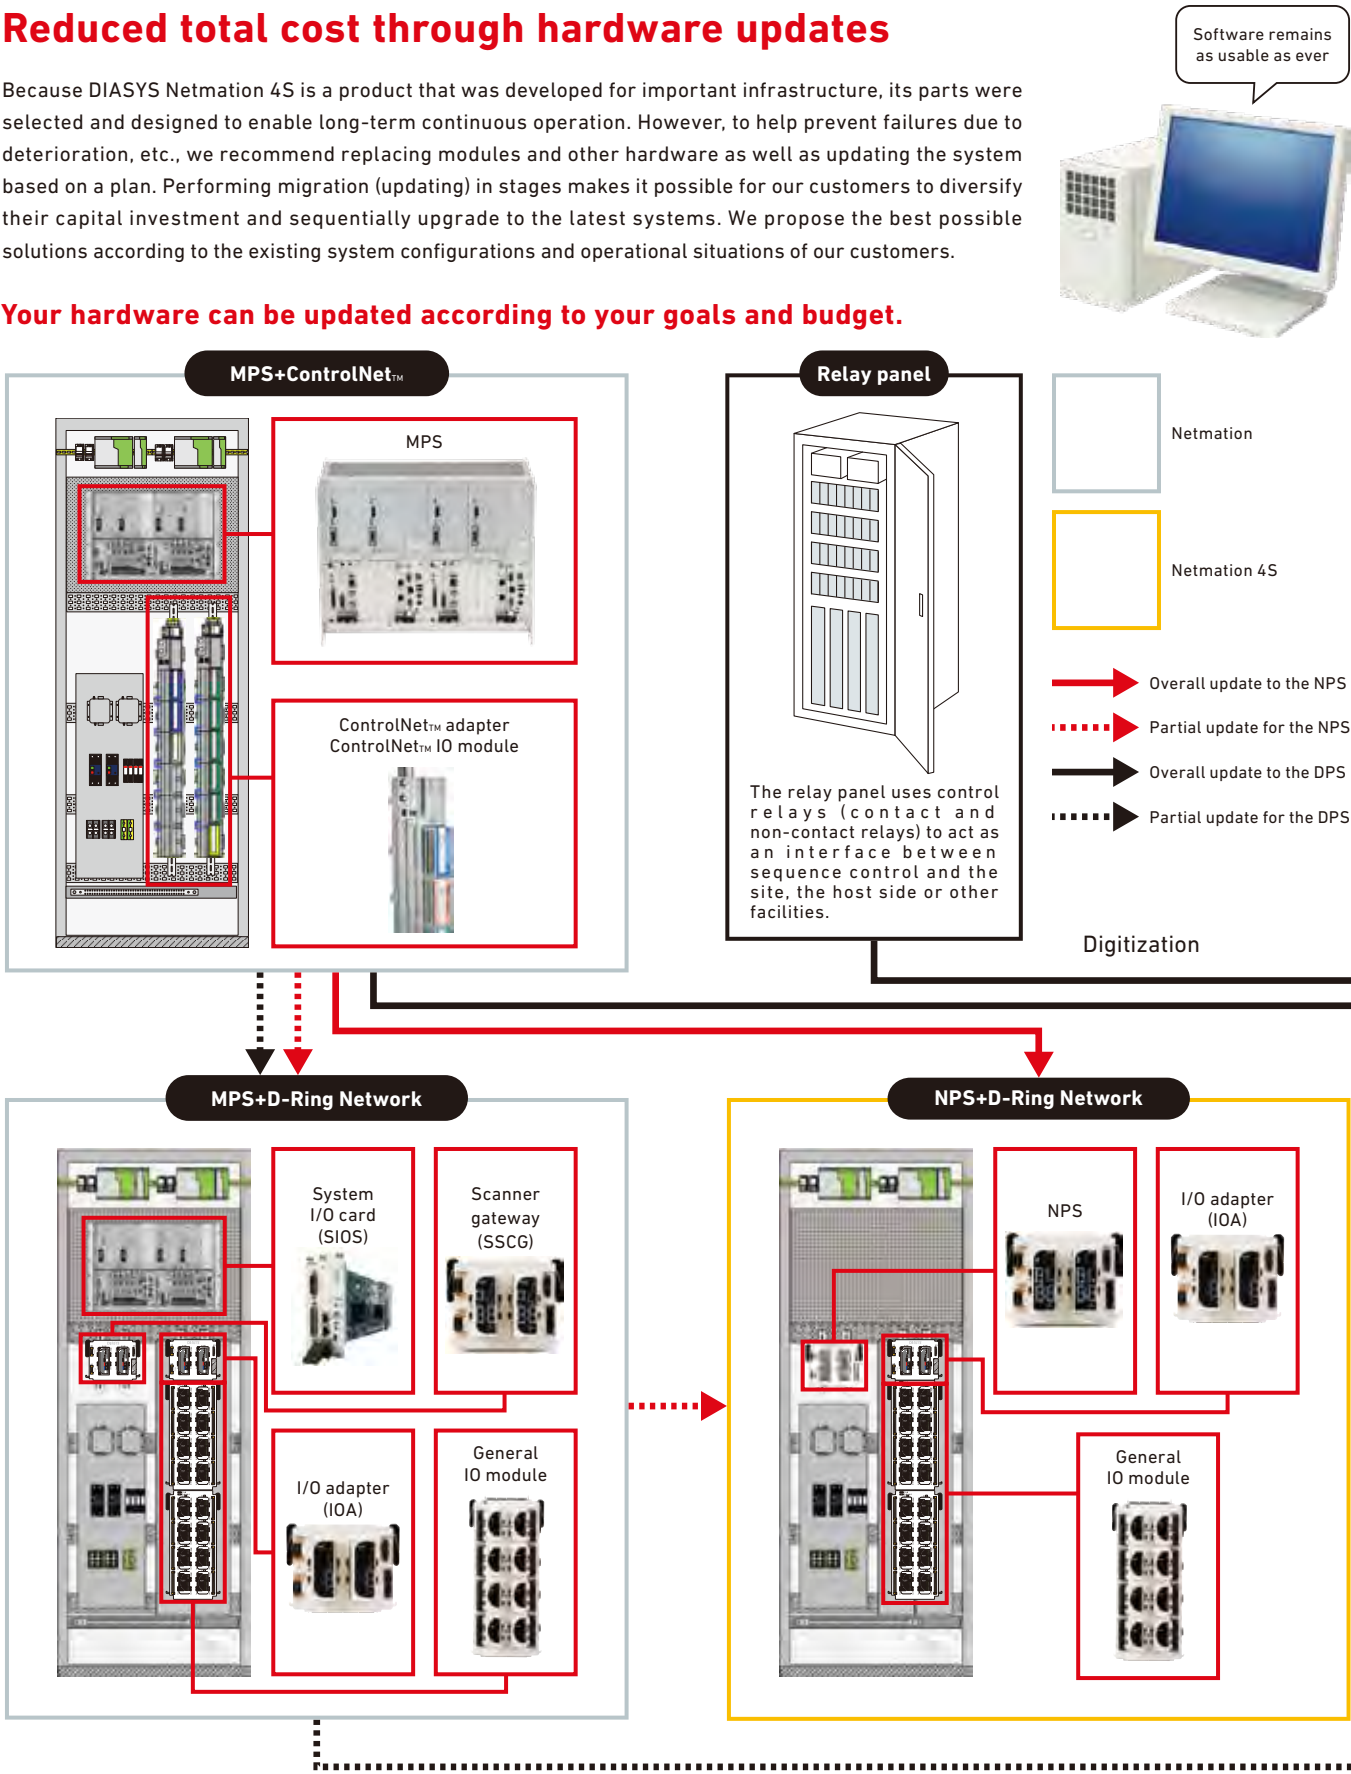 Reduced total cost through hardware updates
Software remains
as usable as ever
Because DIASYS Netmation 4S is a product that was developed for important infrastructure, its parts were
selected and designed to enable long-term continuous operation. However, to help prevent failures due to
deterioration, etc., we recommend replacing modules and other hardware as well as updating the system
based on a plan. Performing migration (updating) in stages makes it possible for our customers to diversify
their capital investment and sequentially upgrade to the latest systems. We propose the best possible
solutions according to the existing system configurations and operational situations of our customers.
Your hardware can be updated according to your goals and budget.
MPS+ControlNet™
MPS
ControlNet™ adapter
ControlNet™ IO module
Relay panel
The relay panel uses control
relays (contact and
non-contact relays) to act as
an interface between
sequence control and the
site, the host side or other
facilities.
Netmation
Netmation 4S
Overall update to the NPS
Partial update for the NPS
Overall update to the DPS
Partial update for the DPS
Digitization
MPS+D-Ring Network
System
I/O card
(SIOS)
Scanner
gateway
(SSCG)
I/O adapter
(IOA)
General
IO module
NPS+D-Ring Network
NPS
I/O adapter
(IOA)
General
IO module